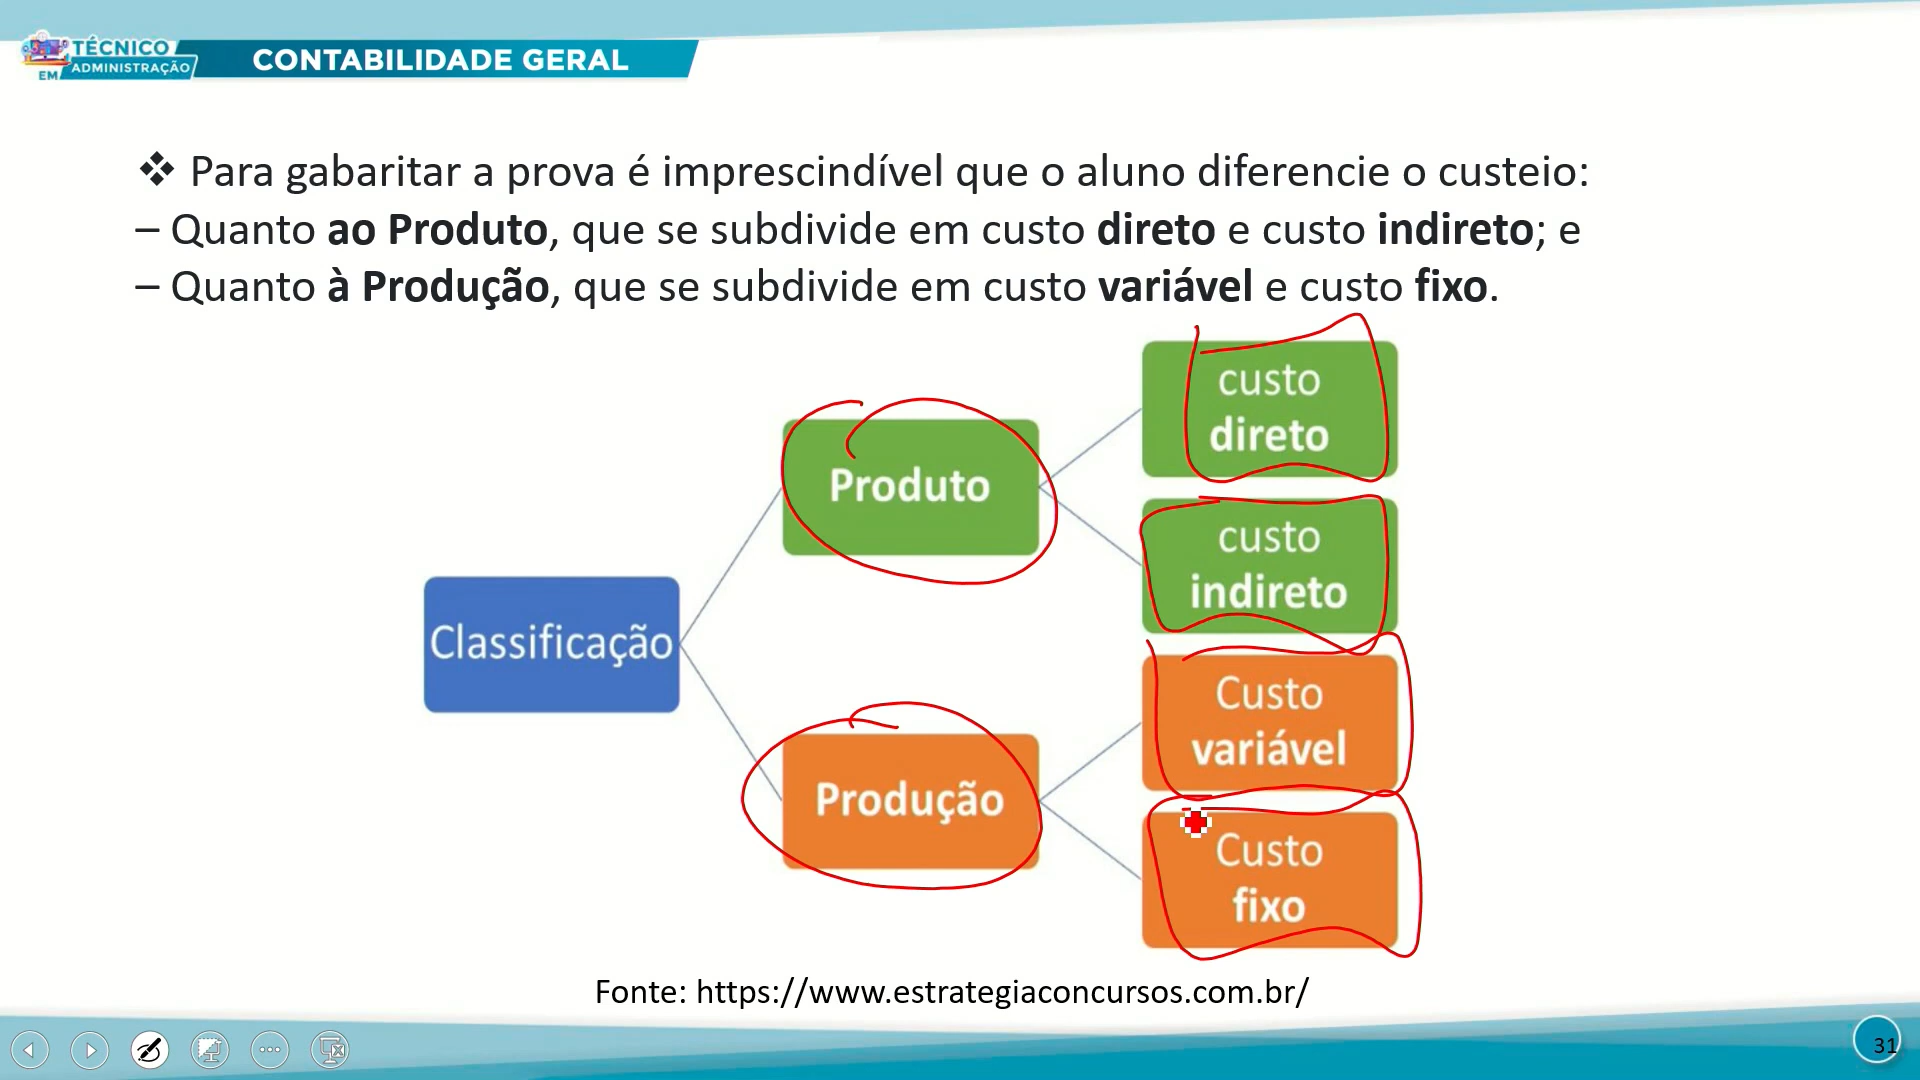 TÉCNICO
EM ADMINISTRAÇÃO
CONTABILIDADE GERAL
❖ Para gabaritar a prova é imprescindível que o aluno diferencie o custeio:
– Quanto ao Produto, que se subdivide em custo direto e custo indireto; e
– Quanto à Produção, que se subdivide em custo variável e custo fixo.
Classificação
Produto
custo
direto
custo
indireto
Produção
Custo
variável
Custo
fixo
Fonte: https://www.estrategiaconcursos.com.br/
31